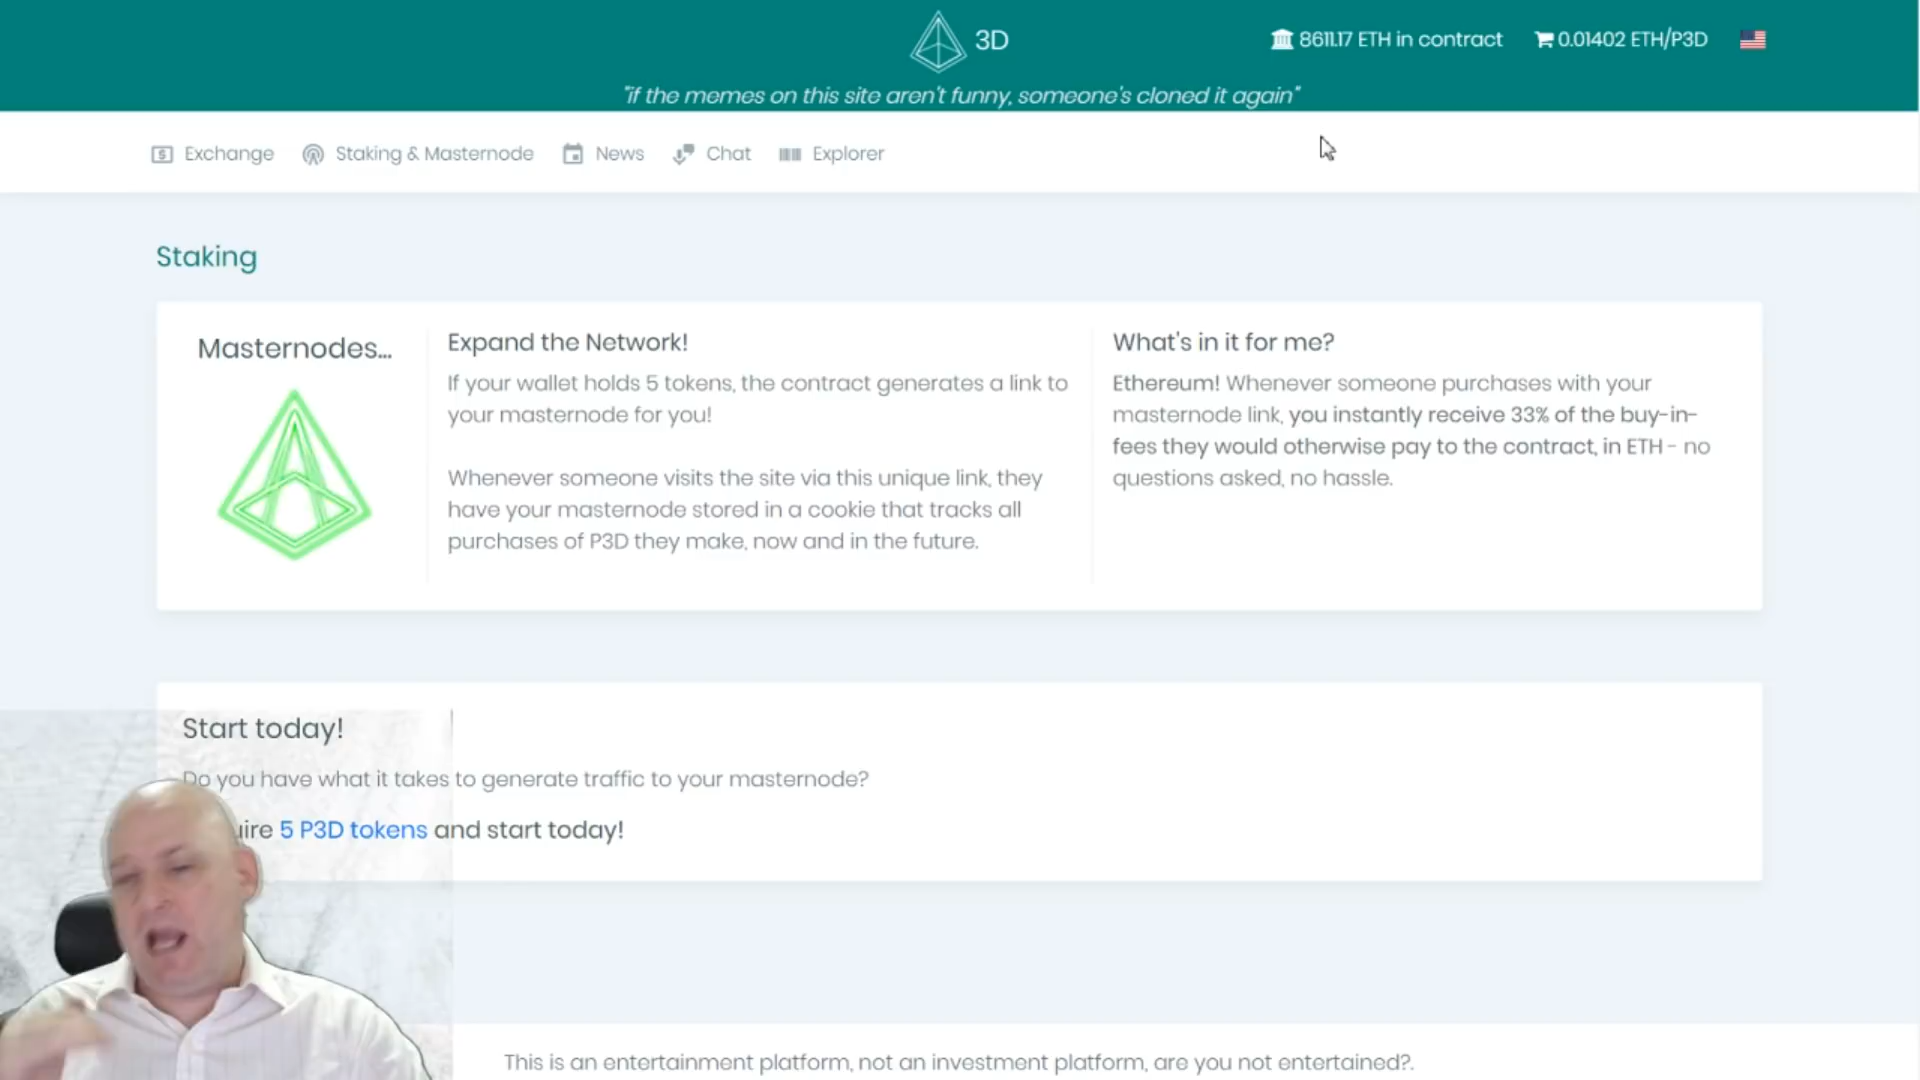 3D
8611.17 ETH in contract
0.01402 ETH/P3D
"if the memes on this site aren't funny, someone's cloned it again"
Exchange
Staking & Masternode
News
Chat
Explorer
Staking
Masternodes...
Expand the Network!
If your wallet holds 5 tokens, the contract generates a link to
your masternode for you!
Whenever someone visits the site via this unique link, they
have your masternode stored in a cookie that tracks all
purchases of P3D they make, now and in the future.
What's in it for me?
Ethereum! Whenever someone purchases with your
masternode link, you instantly receive 33% of the buy-in-
fees they would otherwise pay to the contract, in ETH - no
questions asked, no hassle.
Start today!
Do you have what it takes to generate traffic to your masternode?
5 P3D tokens and start today!
This is an entertainment platform, not an investment platform, are you not entertained?.